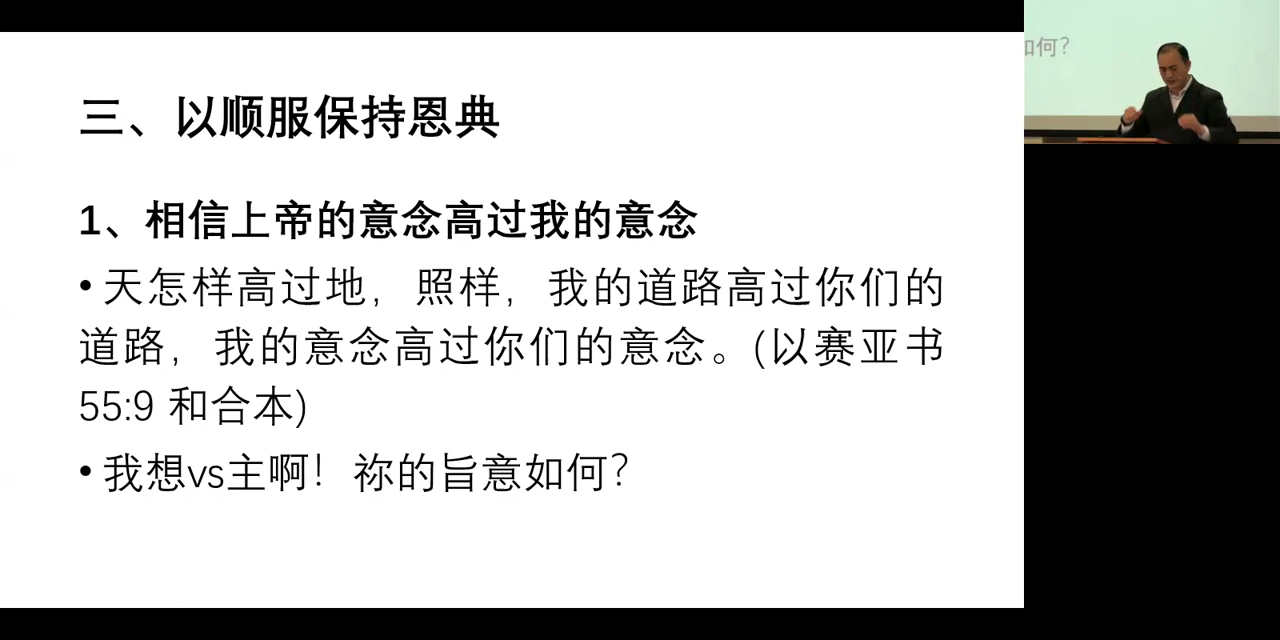 三、以顺服保持恩典
1、相信上帝的意念高过我的意念
•天怎样高过地，照样，我的道路高过你们的
道路，我的意念高过你们的意念。(以赛亚书
55:9 和合本)
•我想vs主啊！祢的旨意如何？
如何？